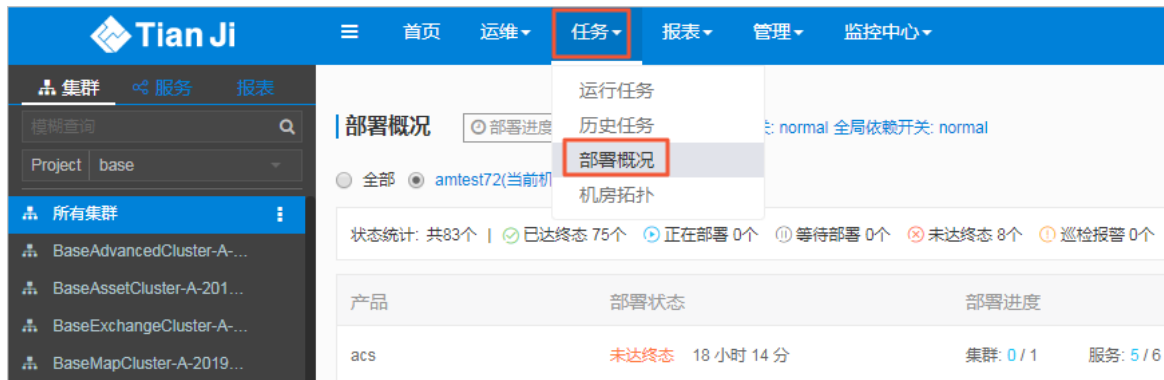 Tian Ji
首页 运维 任务 报表 管理 监控中心
集群 服务 报表
模糊查询
Project base
所有集群
BaseAdvancedCluster-A-...
BaseAssetCluster-A-201...
BaseExchangeCluster-A-...
BaseMapCluster-A-2019...
运行任务
历史任务
部署概况
机房拓扑
部署概况 部署进度 : normal 全局依赖开关: normal
全部 amtest72(当前机
状态统计: 共83个 | 已达终态 75个 正在部署 0个 等待部署 0个 未达终态 8个 巡检报警 0个
产品 部署状态 部署进度
acs 未达终态 18 小时 14 分 集群: 0 / 1 服务: 5 / 6